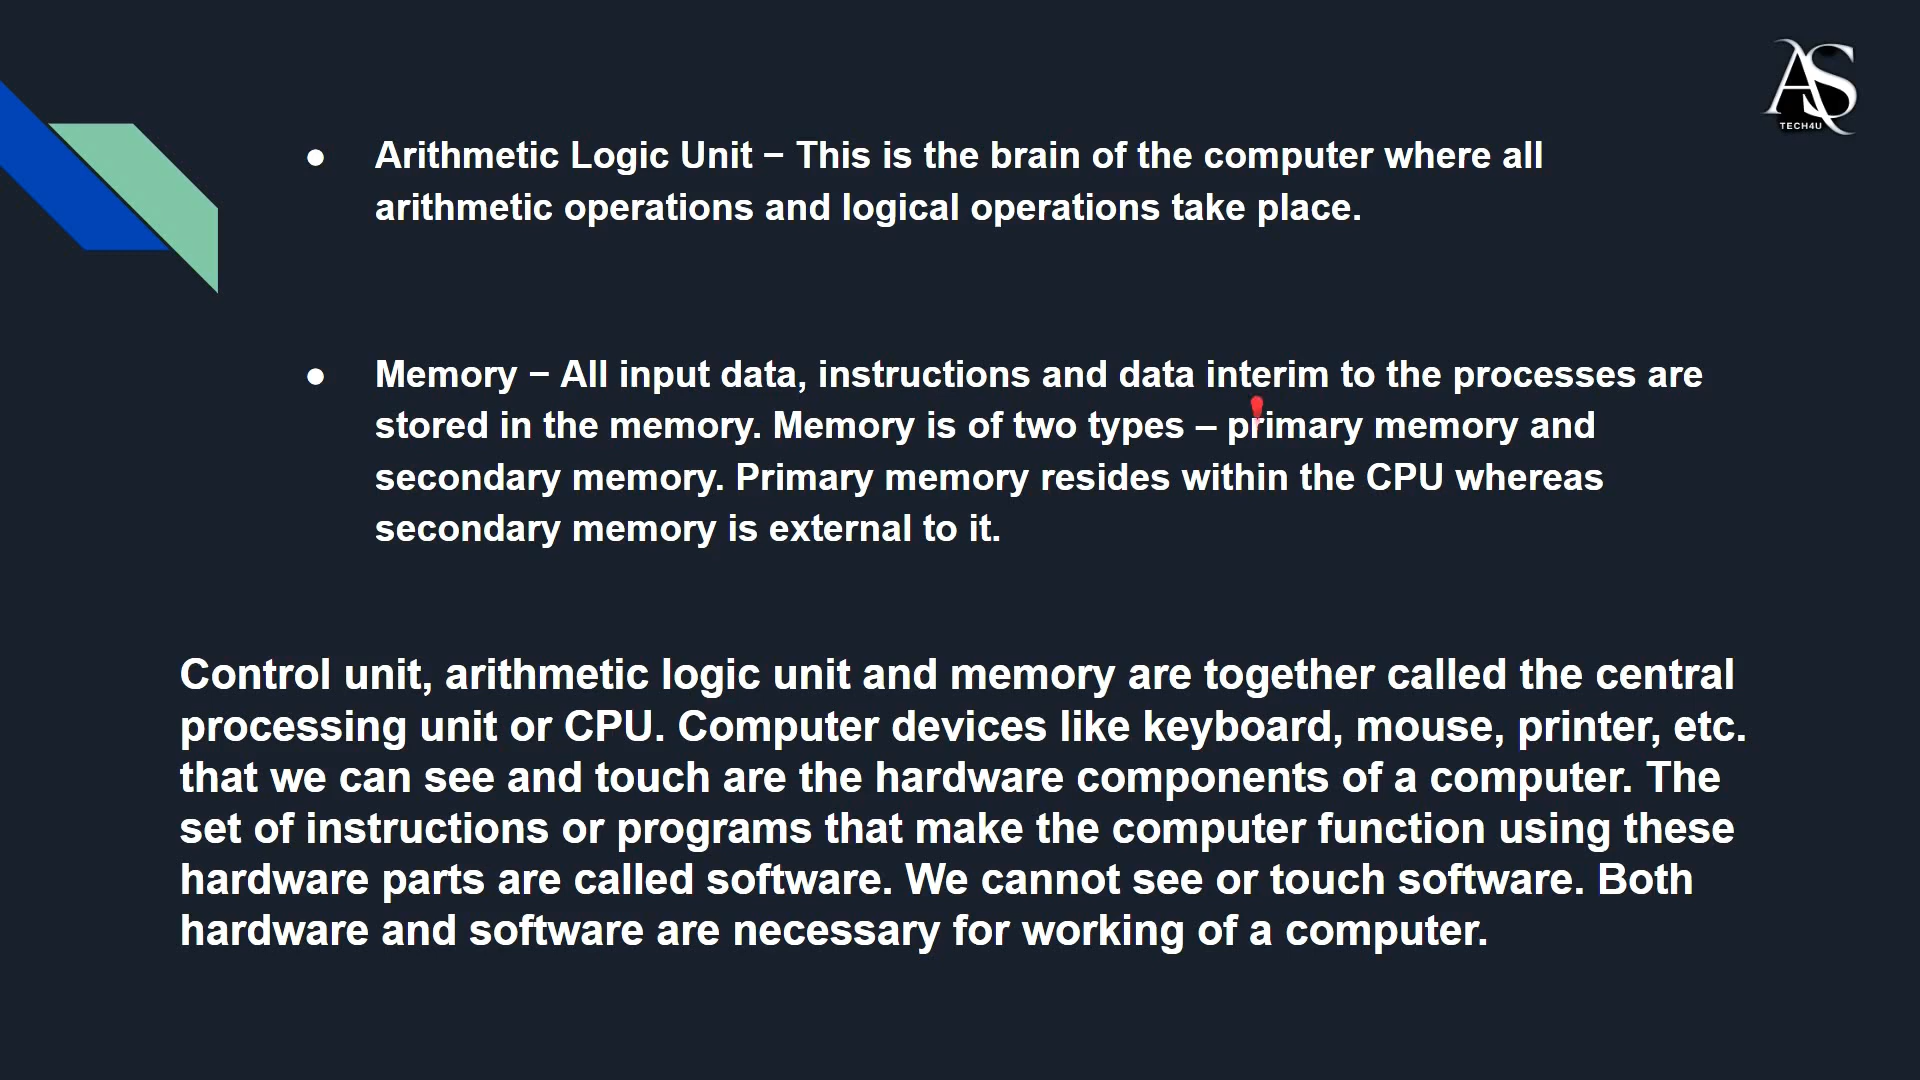 AS
TECH4U
● Arithmetic Logic Unit − This is the brain of the computer where all
arithmetic operations and logical operations take place.
● Memory − All input data, instructions and data interim to the processes are
stored in the memory. Memory is of two types – primary memory and
secondary memory. Primary memory resides within the CPU whereas
secondary memory is external to it.
Control unit, arithmetic logic unit and memory are together called the central
processing unit or CPU. Computer devices like keyboard, mouse, printer, etc.
that we can see and touch are the hardware components of a computer. The
set of instructions or programs that make the computer function using these
hardware parts are called software. We cannot see or touch software. Both
hardware and software are necessary for working of a computer.